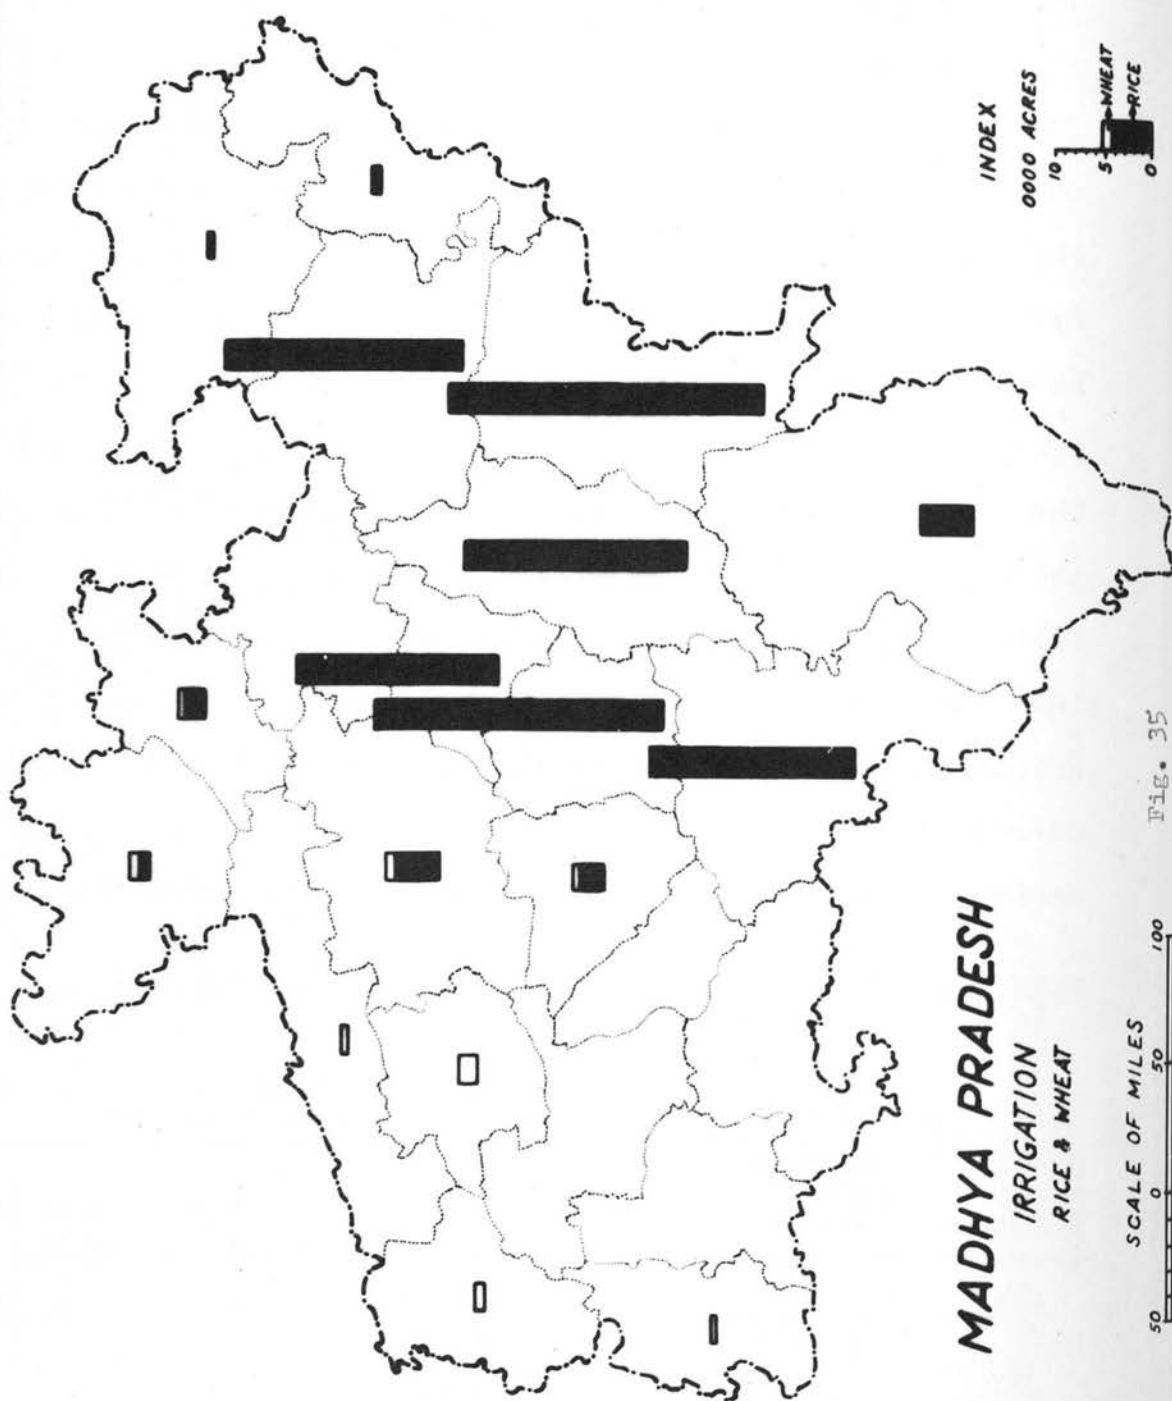 MADHYA PRADESH
IRRIGATION
RICE & WHEAT
SCALE OF MILES
50 0 50 100
Fig. 35
INDEX
0000 ACRES
10
5
0
WHEAT
RICE